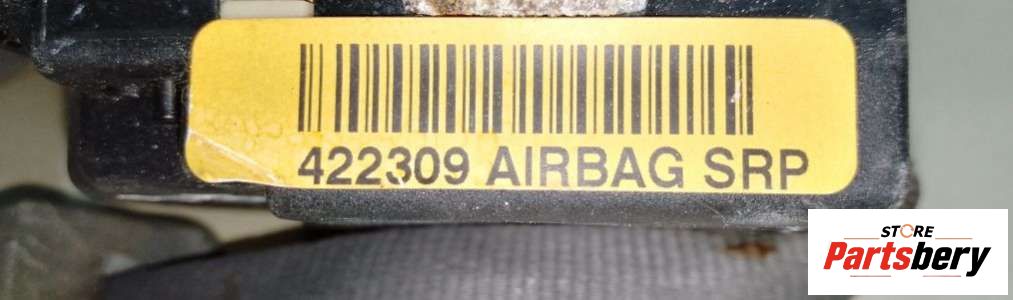 422309 AIRBAG SRP
STORE
Partsbery